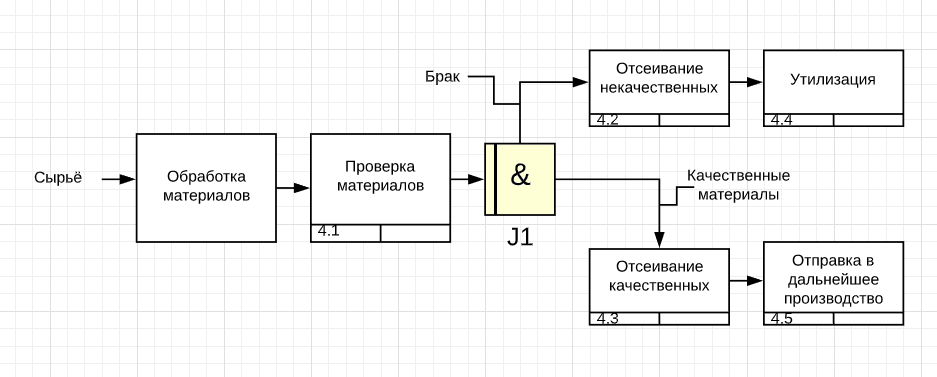 Сырьё
Обработка
материалов
Проверка
материалов
4.1
&
J1
Брак
Отсеивание
некачественных
4.2
Утилизация
4.4
Качественные
материалы
Отсеивание
качественных
4.3
Отправка в
дальнейшее
производство
4.5